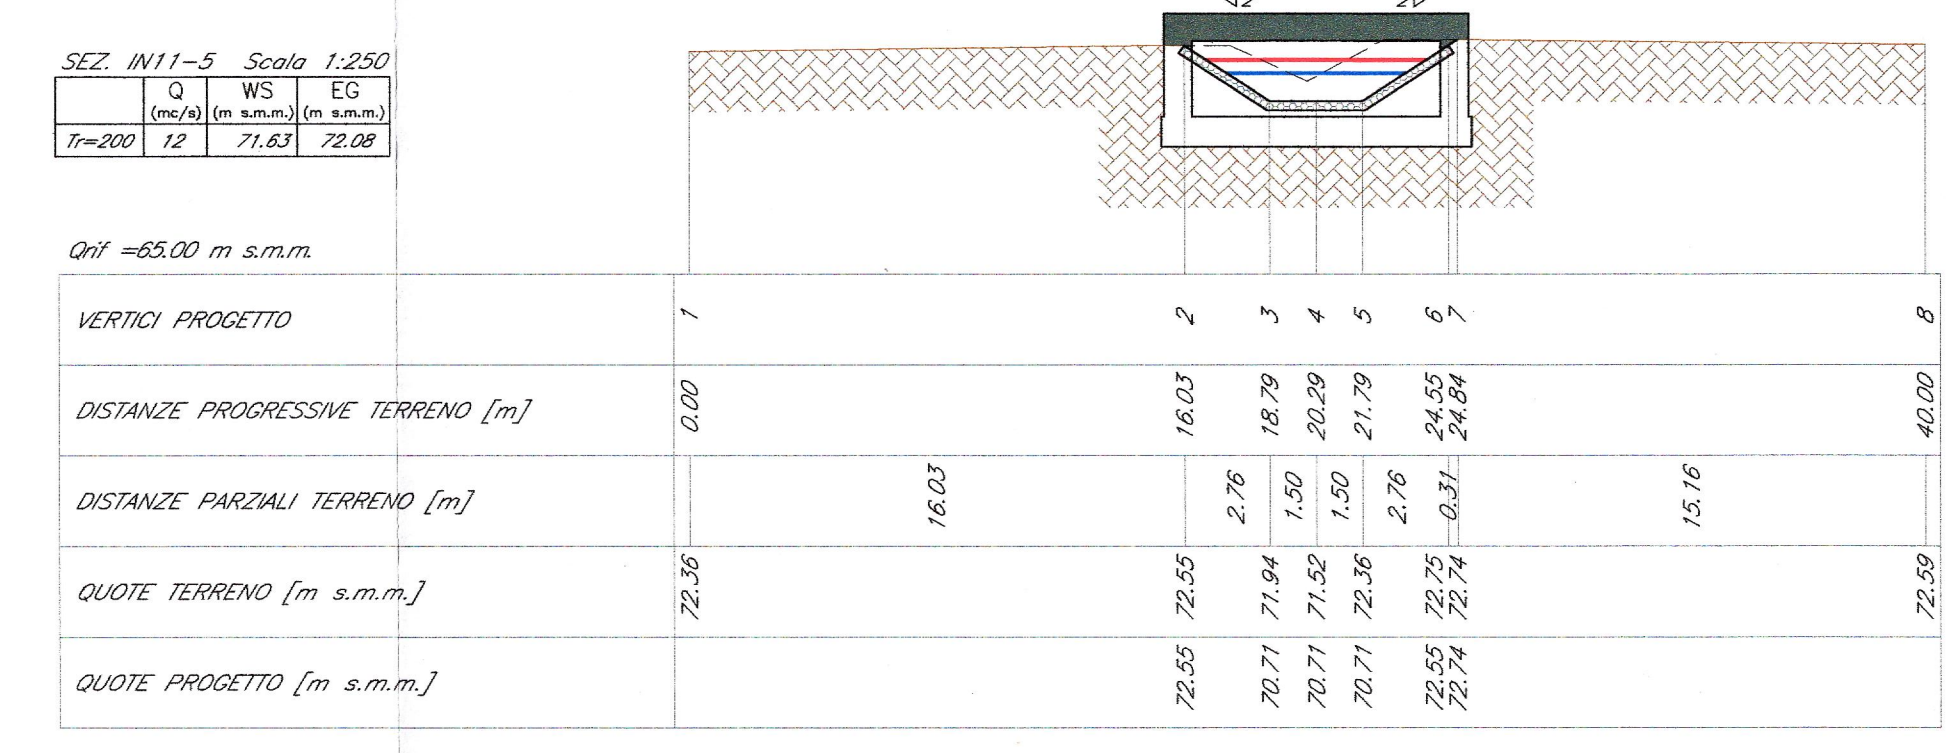 SEZ. IN11-5 Scala 1:250
Q WS EG
(mc/s) (m s.m.m.) (m s.m.m.)
Tr=200 12 71.63 72.08
Qrif =65.00 m s.m.m.
VERTICI PROGETTO 1 2 3 4 5 6 7 8
DISTANZE PROGRESSIVE TERRENO [m] 0.00 16.03 18.79 20.29 21.79 24.55 24.84 40.00
DISTANZE PARZIALI TERRENO [m] 16.03 2.76 1.50 1.50 2.76 0.31 15.16
QUOTE TERRENO [m s.m.m.] 72.36 72.55 71.94 71.52 72.36 72.75 72.74 72.59
QUOTE PROGETTO [m s.m.m.] 72.55 70.71 70.71 70.71 72.55 72.74